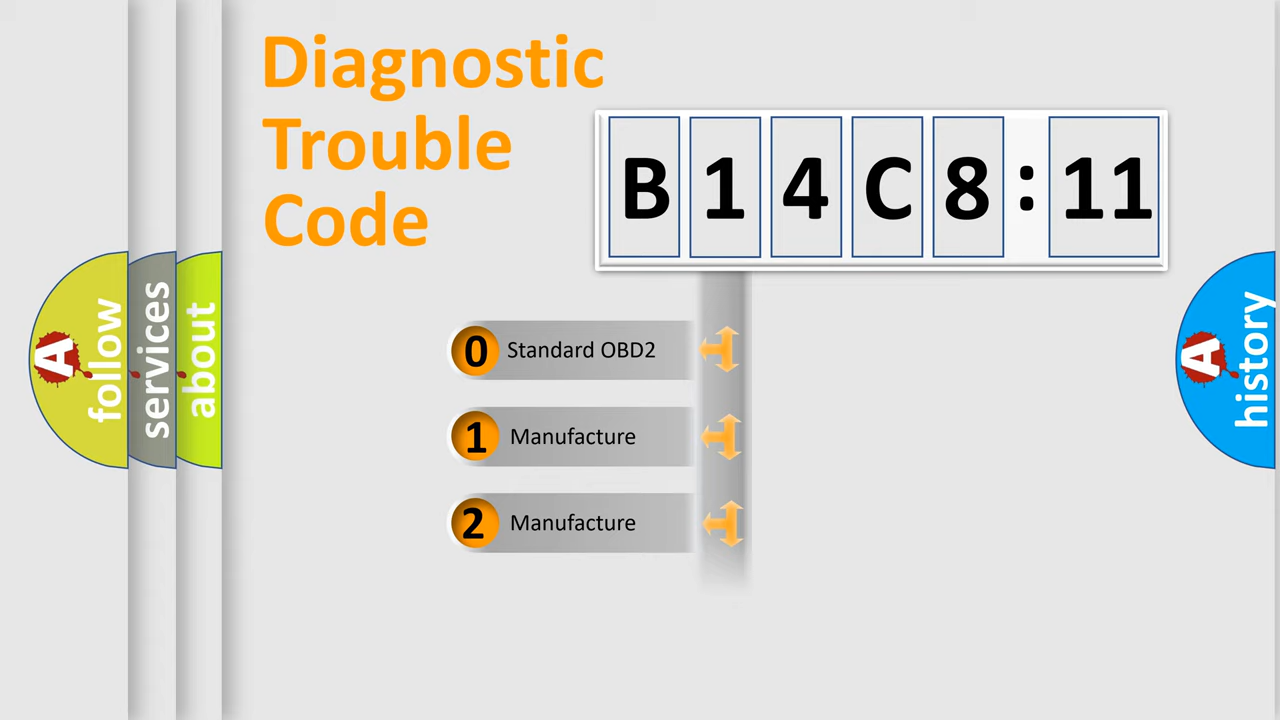 Diagnostic
Trouble
Code
B 1 4 C 8 : 11
0 Standard OBD2
1 Manufacture
2 Manufacture
A follow
services
about
A history